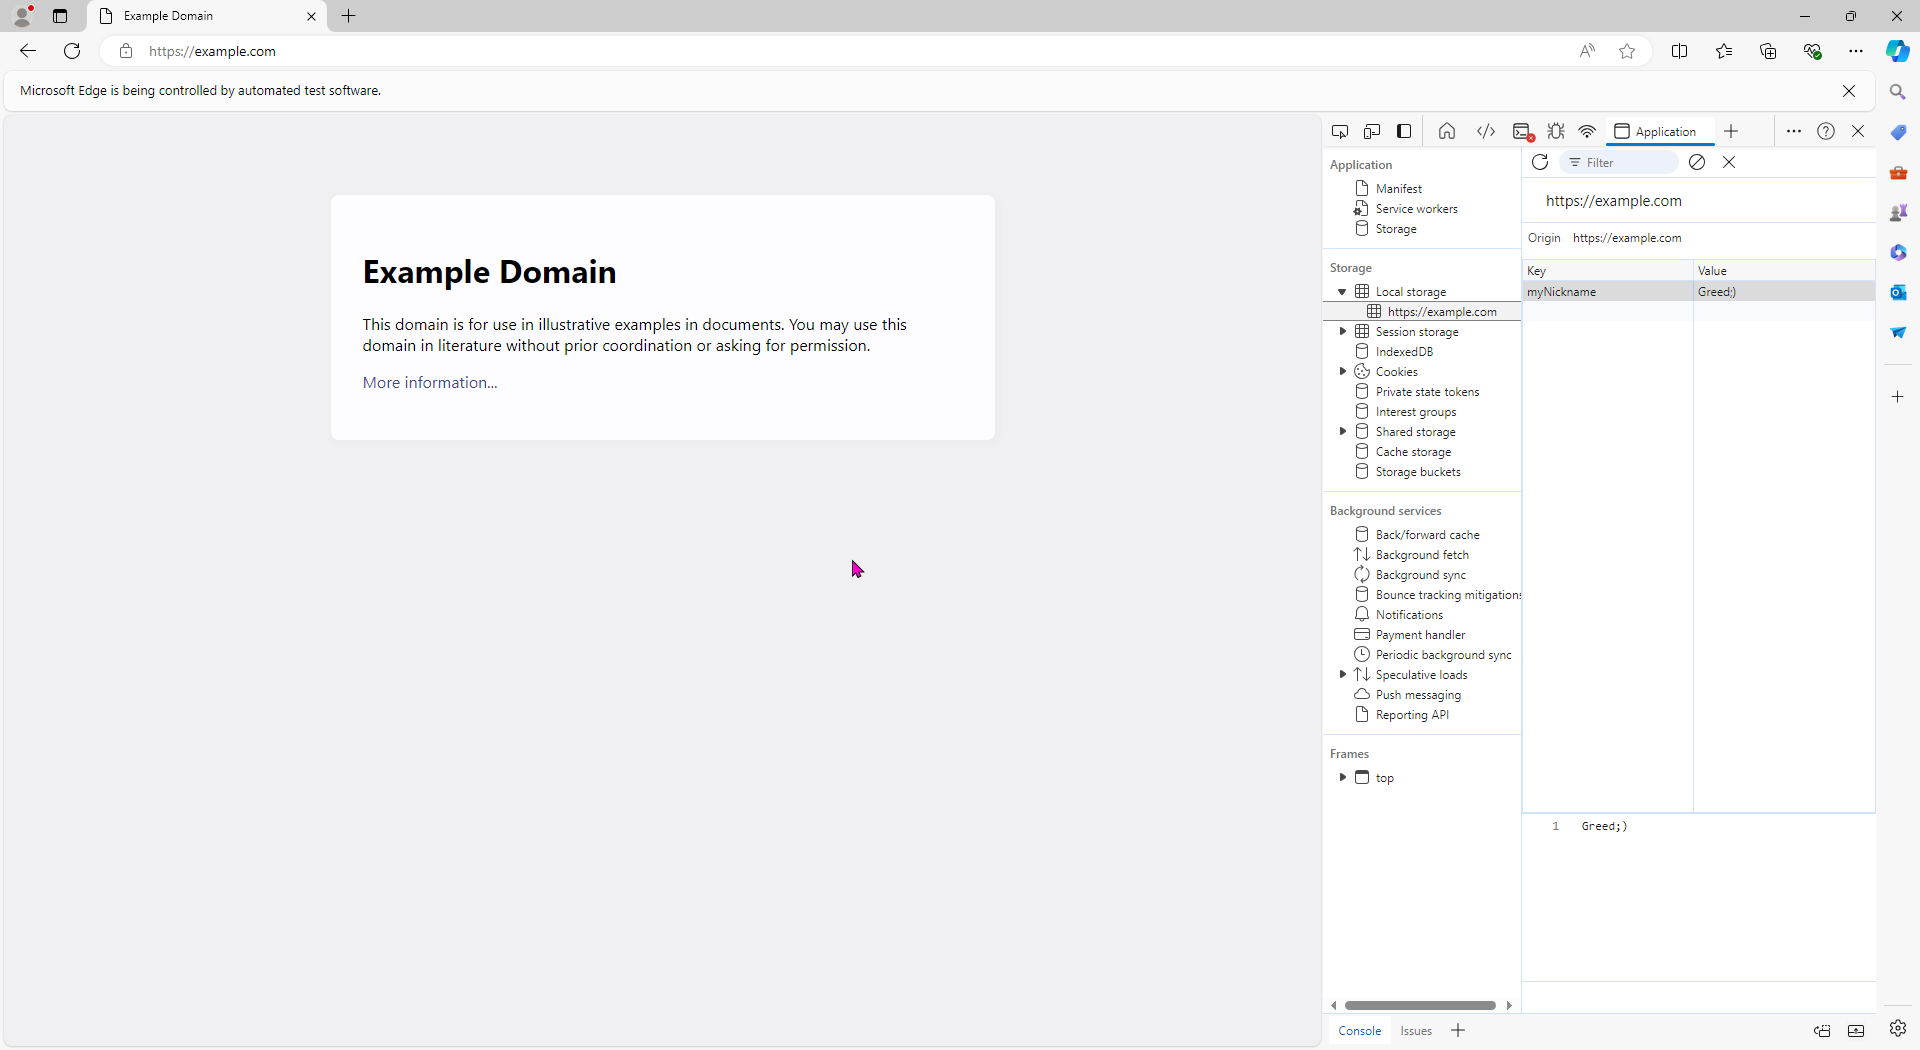 Example Domain
https://example.com
Microsoft Edge is being controlled by automated test software.
Example Domain
This domain is for use in illustrative examples in documents. You may use this
domain in literature without prior coordination or asking for permission.
More information...
Application
Application
Manifest
Service workers
Storage
Storage
Local storage
https://example.com
Session storage
IndexedDB
Cookies
Private state tokens
Interest groups
Shared storage
Cache storage
Storage buckets
Background services
Back/forward cache
Background fetch
Background sync
Bounce tracking mitigations
Notifications
Payment handler
Periodic background sync
Speculative loads
Push messaging
Reporting API
Frames
top
Filter
https://example.com
Origin https://example.com
Key Value
myNickname Greed;)
1 Greed;)
Console Issues